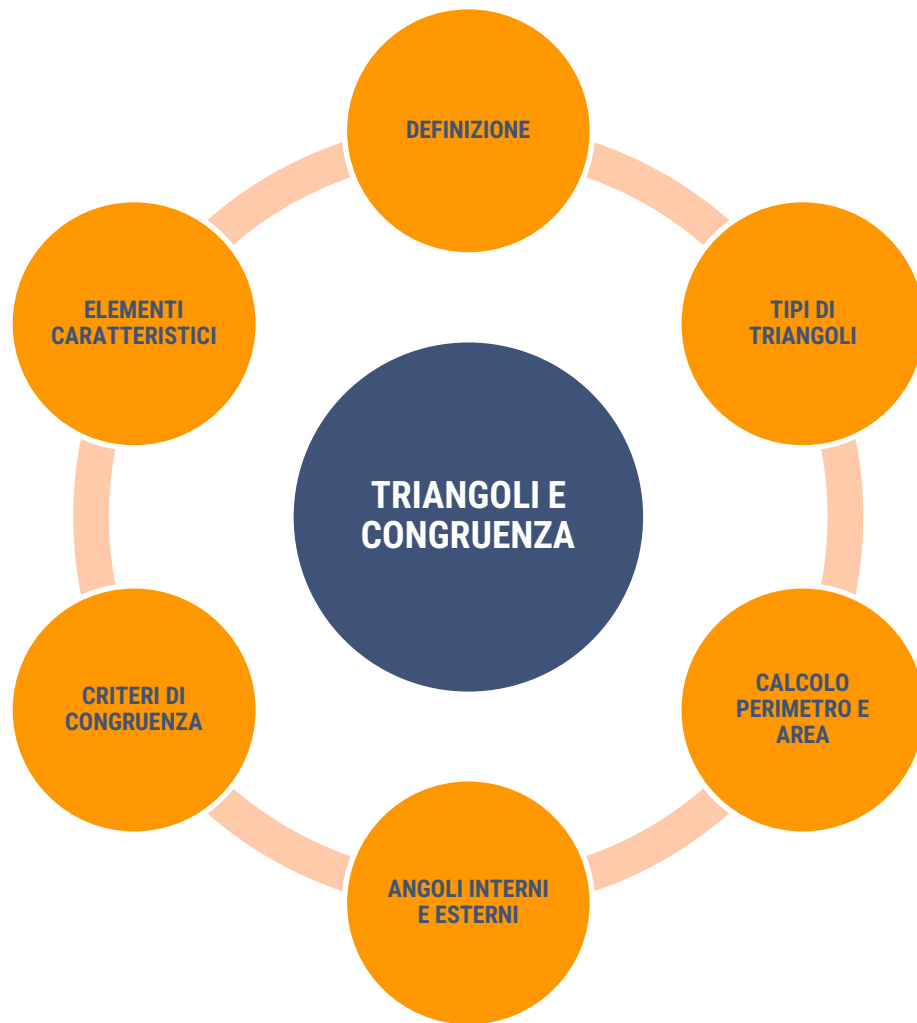 DEFINIZIONE
TIPI DI
TRIANGOLI
CALCOLO
PERIMETRO E
AREA
ANGOLI INTERNI
E ESTERNI
CRITERI DI
CONGRUENZA
ELEMENTI
CARATTERISTICI
TRIANGOLI E
CONGRUENZA